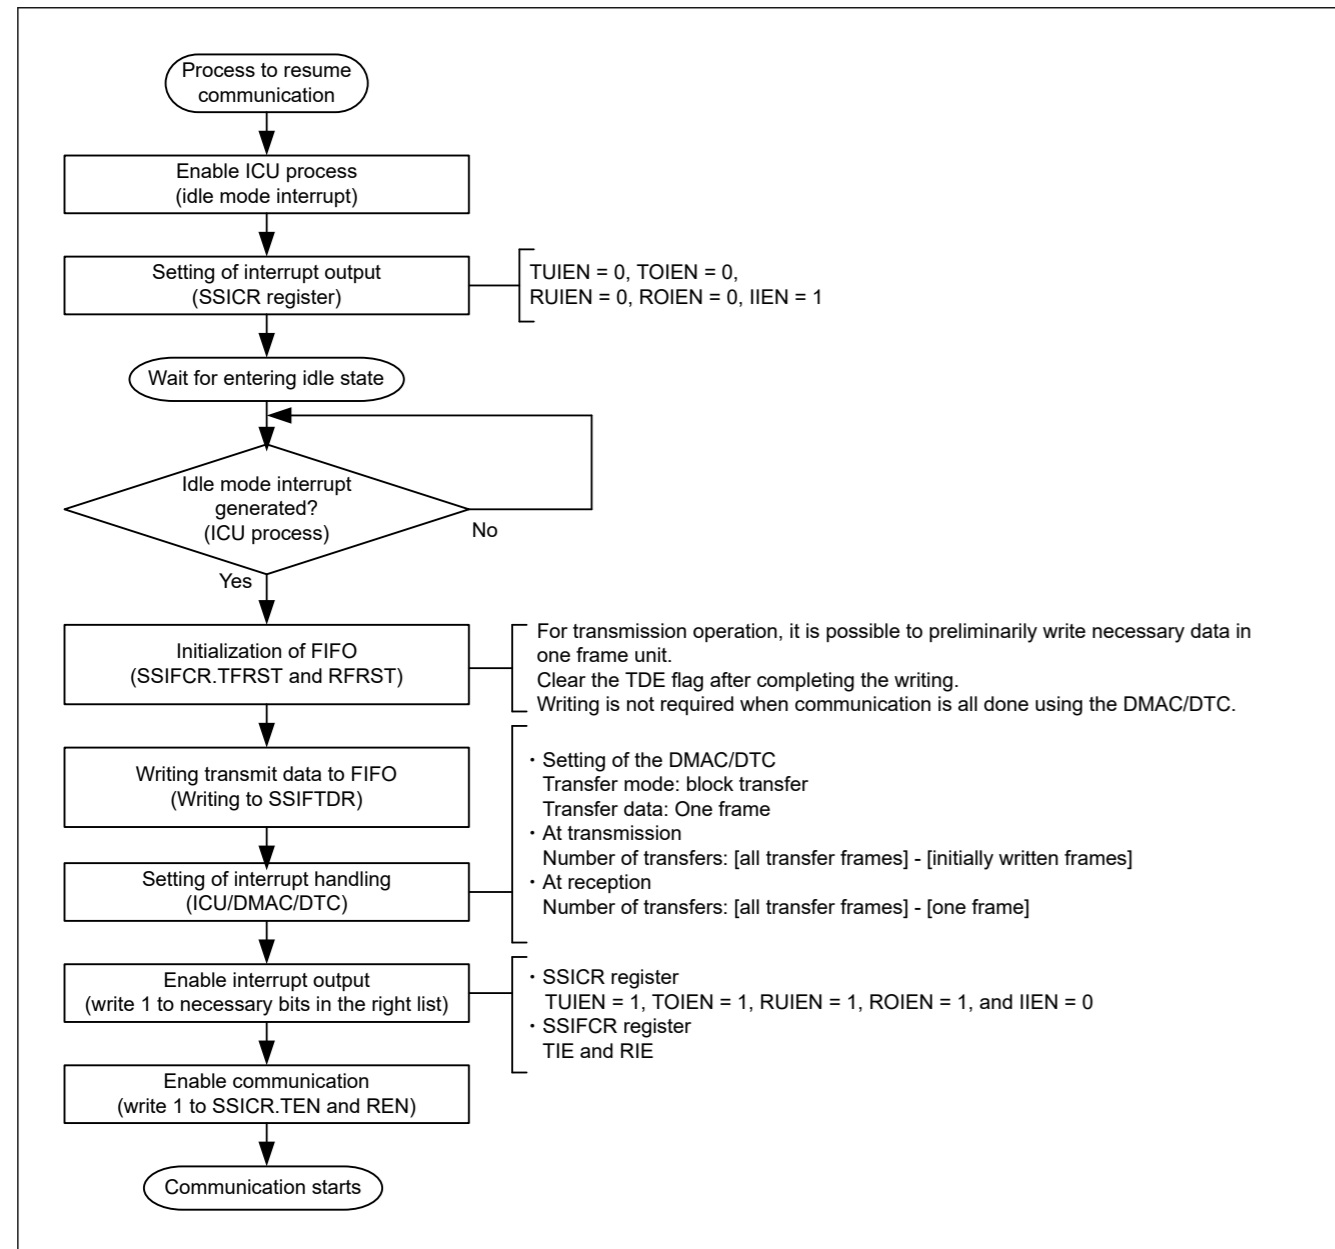 Process to resume
communication
Enable ICU process
(idle mode interrupt)
Setting of interrupt output
(SSICR register)
TUIEN = 0, TOIEN = 0,
RUIEN = 0, ROIEN = 0, IIEN = 1
Wait for entering idle state
Idle mode interrupt
generated?
(ICU process)
No
Yes
Initialization of FIFO
(SSIFCR.TFRST and RFRST)
For transmission operation, it is possible to preliminarily write necessary data in
one frame unit.
Clear the TDE flag after completing the writing.
Writing is not required when communication is all done using the DMAC/DTC.
Writing transmit data to FIFO
(Writing to SSIFTDR)
・Setting of the DMAC/DTC
Transfer mode: block transfer
Transfer data: One frame
・At transmission
Number of transfers: [all transfer frames] - [initially written frames]
・At reception
Number of transfers: [all transfer frames] - [one frame]
Setting of interrupt handling
(ICU/DMAC/DTC)
Enable interrupt output
(write 1 to necessary bits in the right list)
・SSICR register
TUIEN = 1, TOIEN = 1, RUIEN = 1, ROIEN = 1, and IIEN = 0
・SSIFCR register
TIE and RIE
Enable communication
(write 1 to SSICR.TEN and REN)
Communication starts